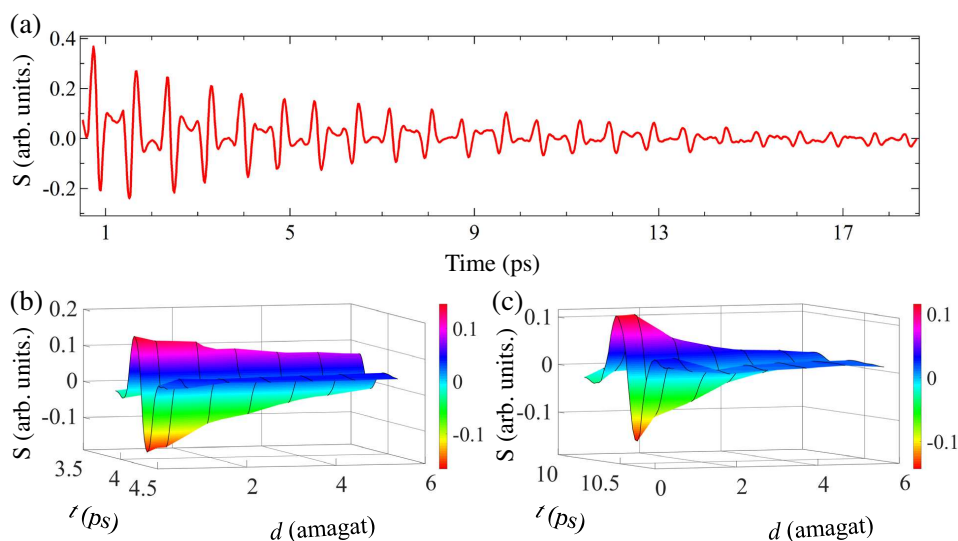 (a)
S (arb. units.)
0.4
0.2
0.0
-0.2
1 5 9 13 17
Time (ps)
(b)
S (arb. units.)
0.2
0.1
0
-0.1
3.5
4
4.5
2 4 6
t (ps)
d (amagat)
0.1
0
-0.1
(c)
S (arb. units.)
0.1
0
-0.1
10
10.5
0 2 4 6
t (ps)
d (amagat)
0.1
0
-0.1